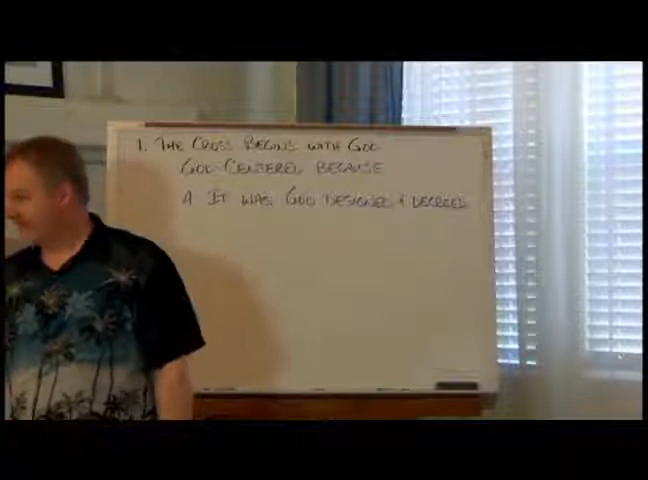 1. THE CROSS BEGINS WITH GOD
GOD-CENTERED BECAUSE
A IT WAS GOD DESIGNED & DECREED